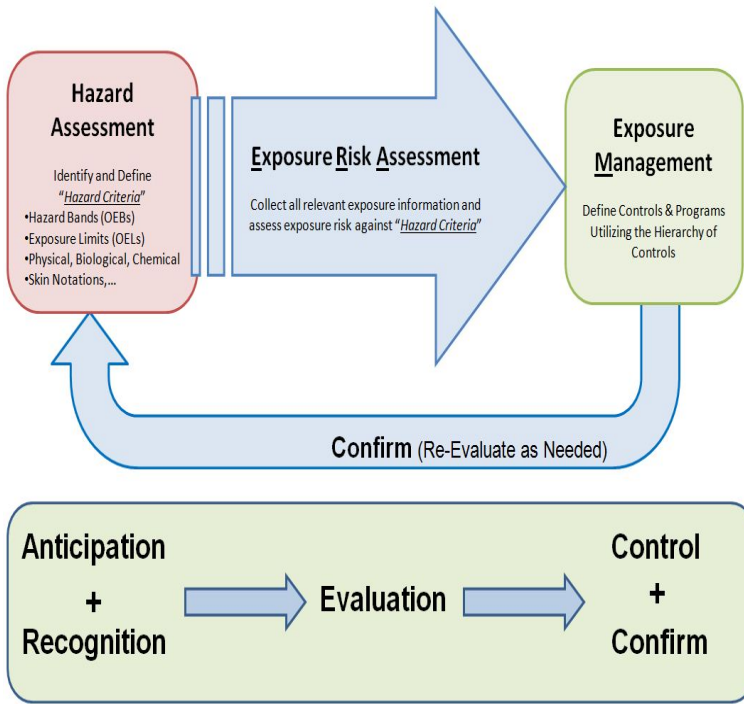 Hazard
Assessment
Identify and Define
“Hazard Criteria”
•Hazard Bands (OEBs)
•Exposure Limits (OELs)
•Physical, Biological, Chemical
•Skin Notations,...
Exposure Risk Assessment
Collect all relevant exposure information and
assess exposure risk against “Hazard Criteria”
Exposure
Management
Define Controls & Programs
Utilizing the Hierarchy of
Controls
Confirm (Re-Evaluate as Needed)
Anticipation
+
Recognition
Evaluation
Control
+
Confirm